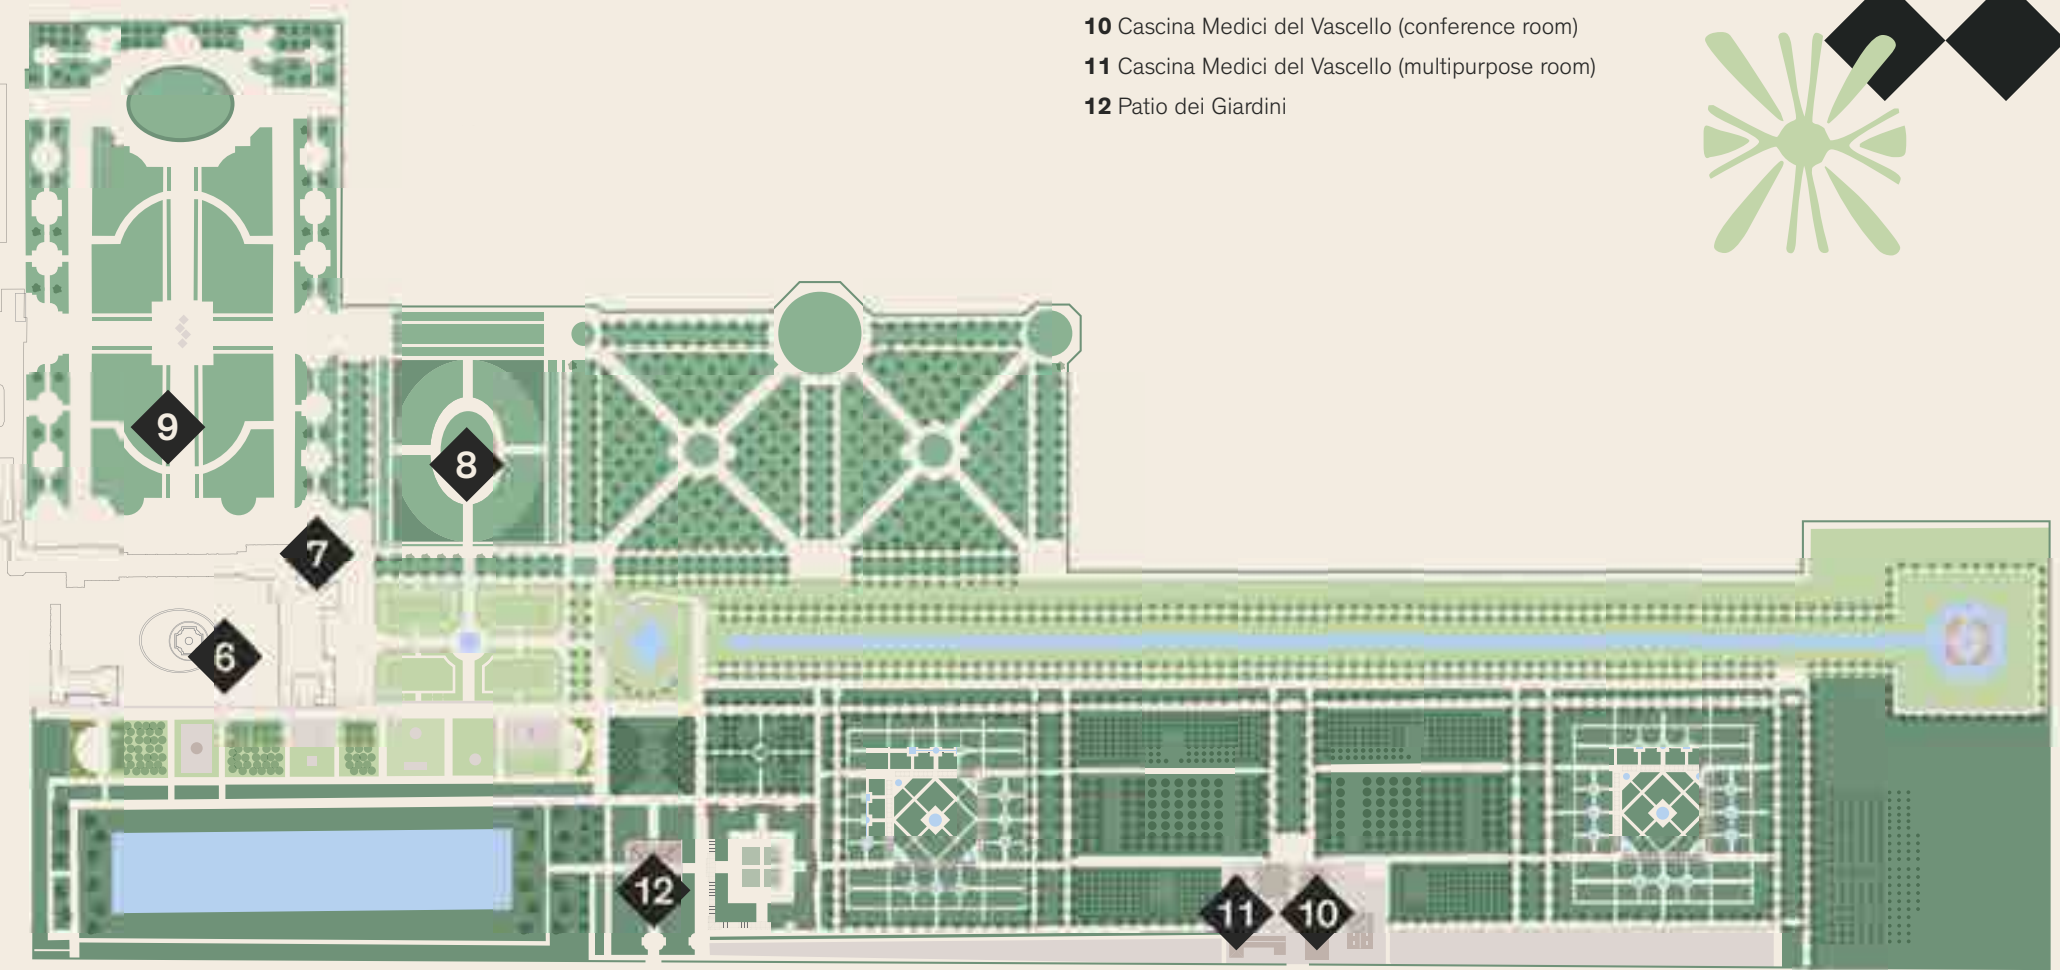 10 Cascina Medici del Vascello (conference room)
11 Cascina Medici del Vascello (multipurpose room)
12 Patio dei Giardini
9
8
7
6
12
11
10